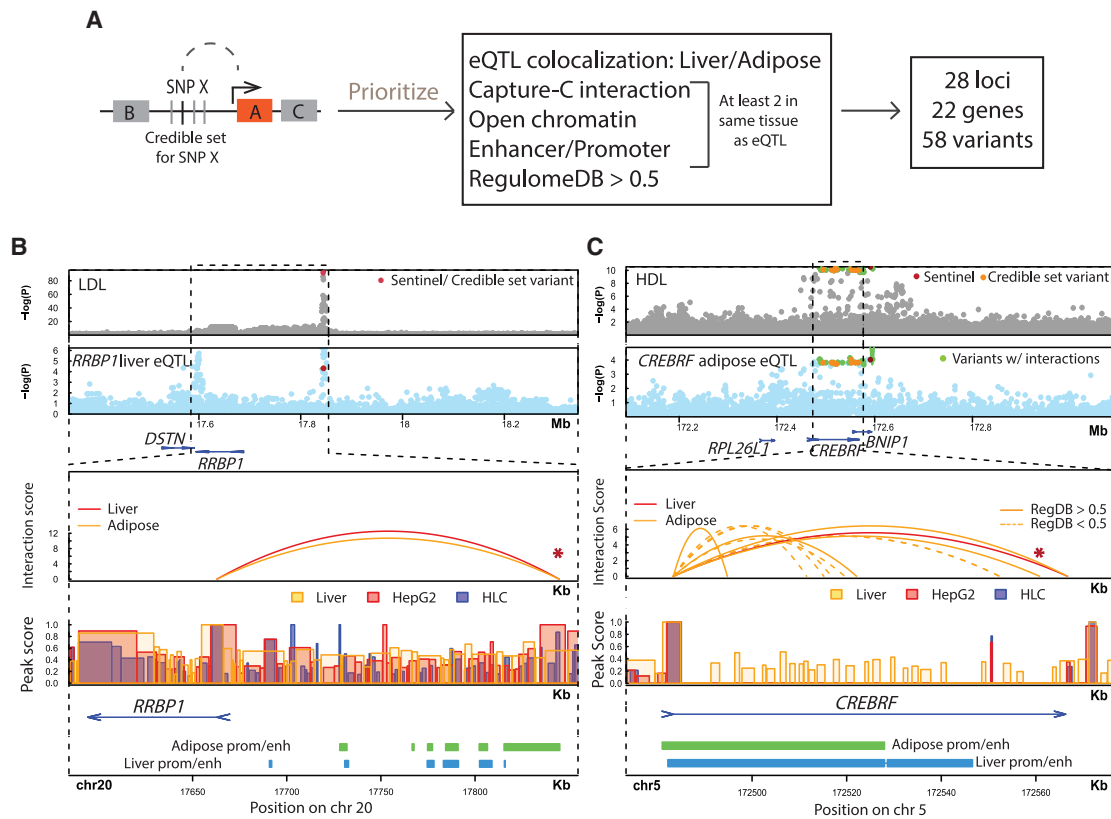 A
SNP X
B
A
C
Credible set
for SNP X
Prioritize
eQTL colocalization: Liver/Adipose
Capture-C interaction
Open chromatin
Enhancer/Promoter
RegulomeDB > 0.5
At least 2 in
same tissue
as eQTL
28 loci
22 genes
58 variants
B
LDL
Sentinel/ Credible set variant
−log(P)
80
60
40
20
0
RRBP1 liver eQTL
−log(P)
6
5
4
3
2
1
0
17.6
17.8
18
18.2
Mb
DSTN
RRBP1
Interaction score
12
8
4
0
Liver
Adipose
*
Kb
Liver
HepG2
HLC
Peak Score
1.0
0.8
0.6
0.4
0.2
0.0
Kb
RRBP1
Adipose prom/enh
Liver prom/enh
chr20
17650
17700
17750
17800
Kb
Position on chr 20
C
HDL
Sentinel
Credible set variant
−log(P)
10
8
6
4
2
0
CREBRF adipose eQTL
Variants w/ interactions
−log(P)
4
3
2
1
0
172.2
172.4
172.6
172.8
Mb
RPL26L1
CREBRF
BNIP1
Interaction score
6
4
2
0
Liver
Adipose
RegDB > 0.5
RegDB < 0.5
*
Kb
Liver
HepG2
HLC
Peak Score
1.0
0.8
0.6
0.4
0.2
0.0
Kb
CREBRF
Adipose prom/enh
Liver prom/enh
chr5
172500
172520
172540
172560
Kb
Position on chr 5